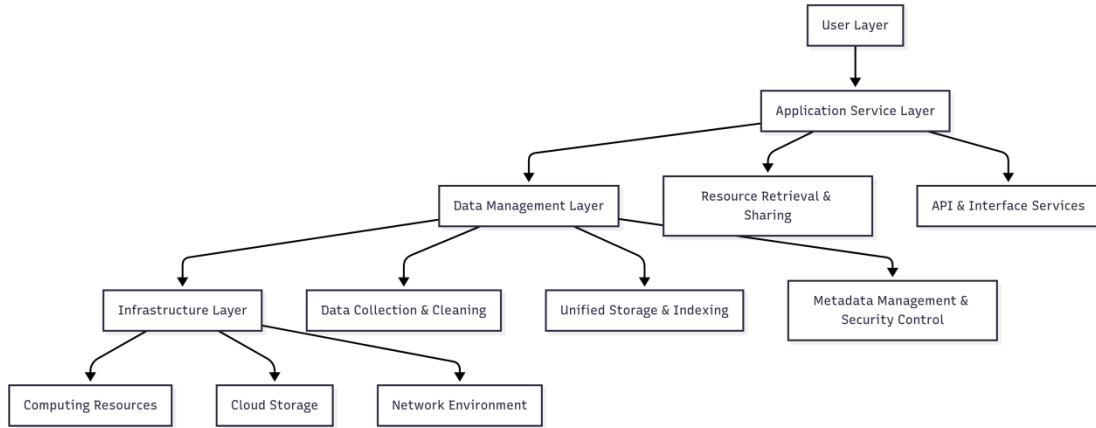 User Layer
Application Service Layer
Data Management Layer
Resource Retrieval &
Sharing
API & Interface Services
Infrastructure Layer
Data Collection & Cleaning
Unified Storage & Indexing
Metadata Management &
Security Control
Computing Resources
Cloud Storage
Network Environment